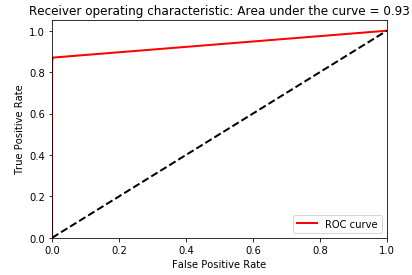 Receiver operating characteristic: Area under the curve = 0.93
1.0
0.8
0.6
0.4
0.2
0.0
True Positive Rate
ROC curve
0.0 0.2 0.4 0.6 0.8 1.0
False Positive Rate